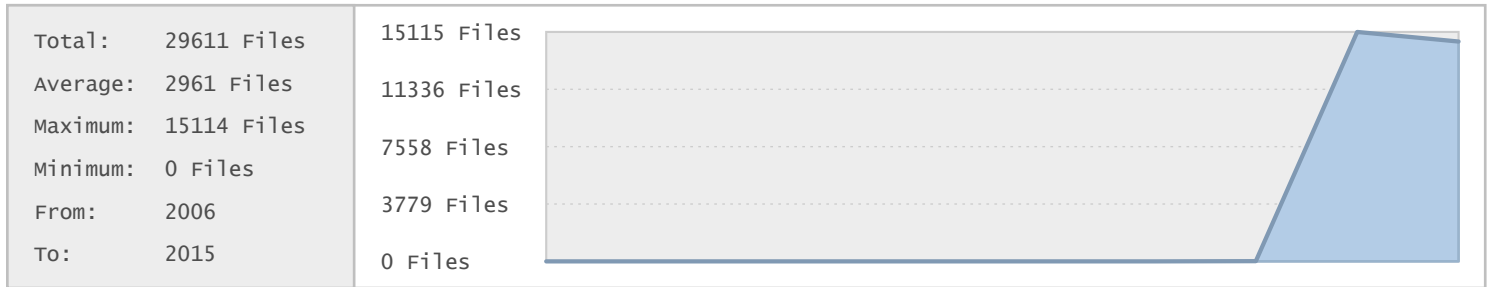 Total: 29611 Files
Average: 2961 Files
Maximum: 15114 Files
Minimum: 0 Files
From: 2006
To: 2015
15115 Files
11336 Files
7558 Files
3779 Files
0 Files